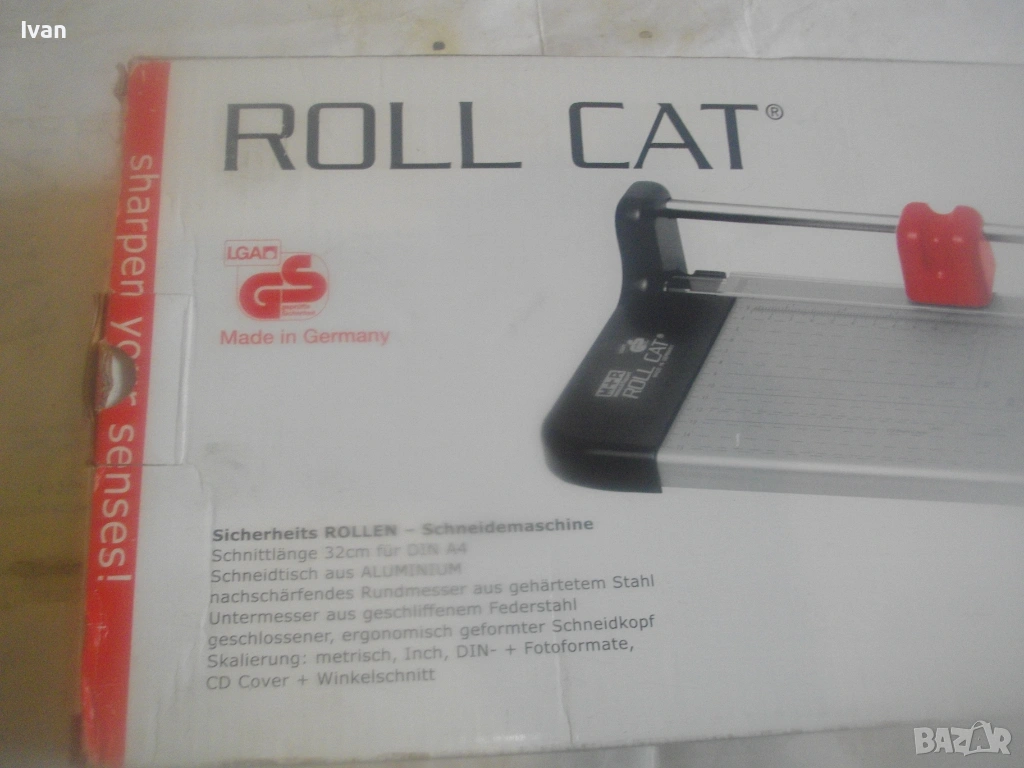 Ivan
ROLL CAT®
sharpen your senses!
LGA
GS
Made in Germany
ROLL CAT®
Sicherheits ROLLEN – Schneidemaschine
Schnittlänge 32cm für DIN A4
Schneidtisch aus ALUMINIUM
nachschärfendes Rundmesser aus gehärtetem Stahl
Untermesser aus geschliffenem Federstahl
geschlossener, ergonomisch geformter Schneidkopf
Skalierung: metrisch, Inch, DIN- + Fotoformate,
CD Cover + Winkelschnitt
BAZAR